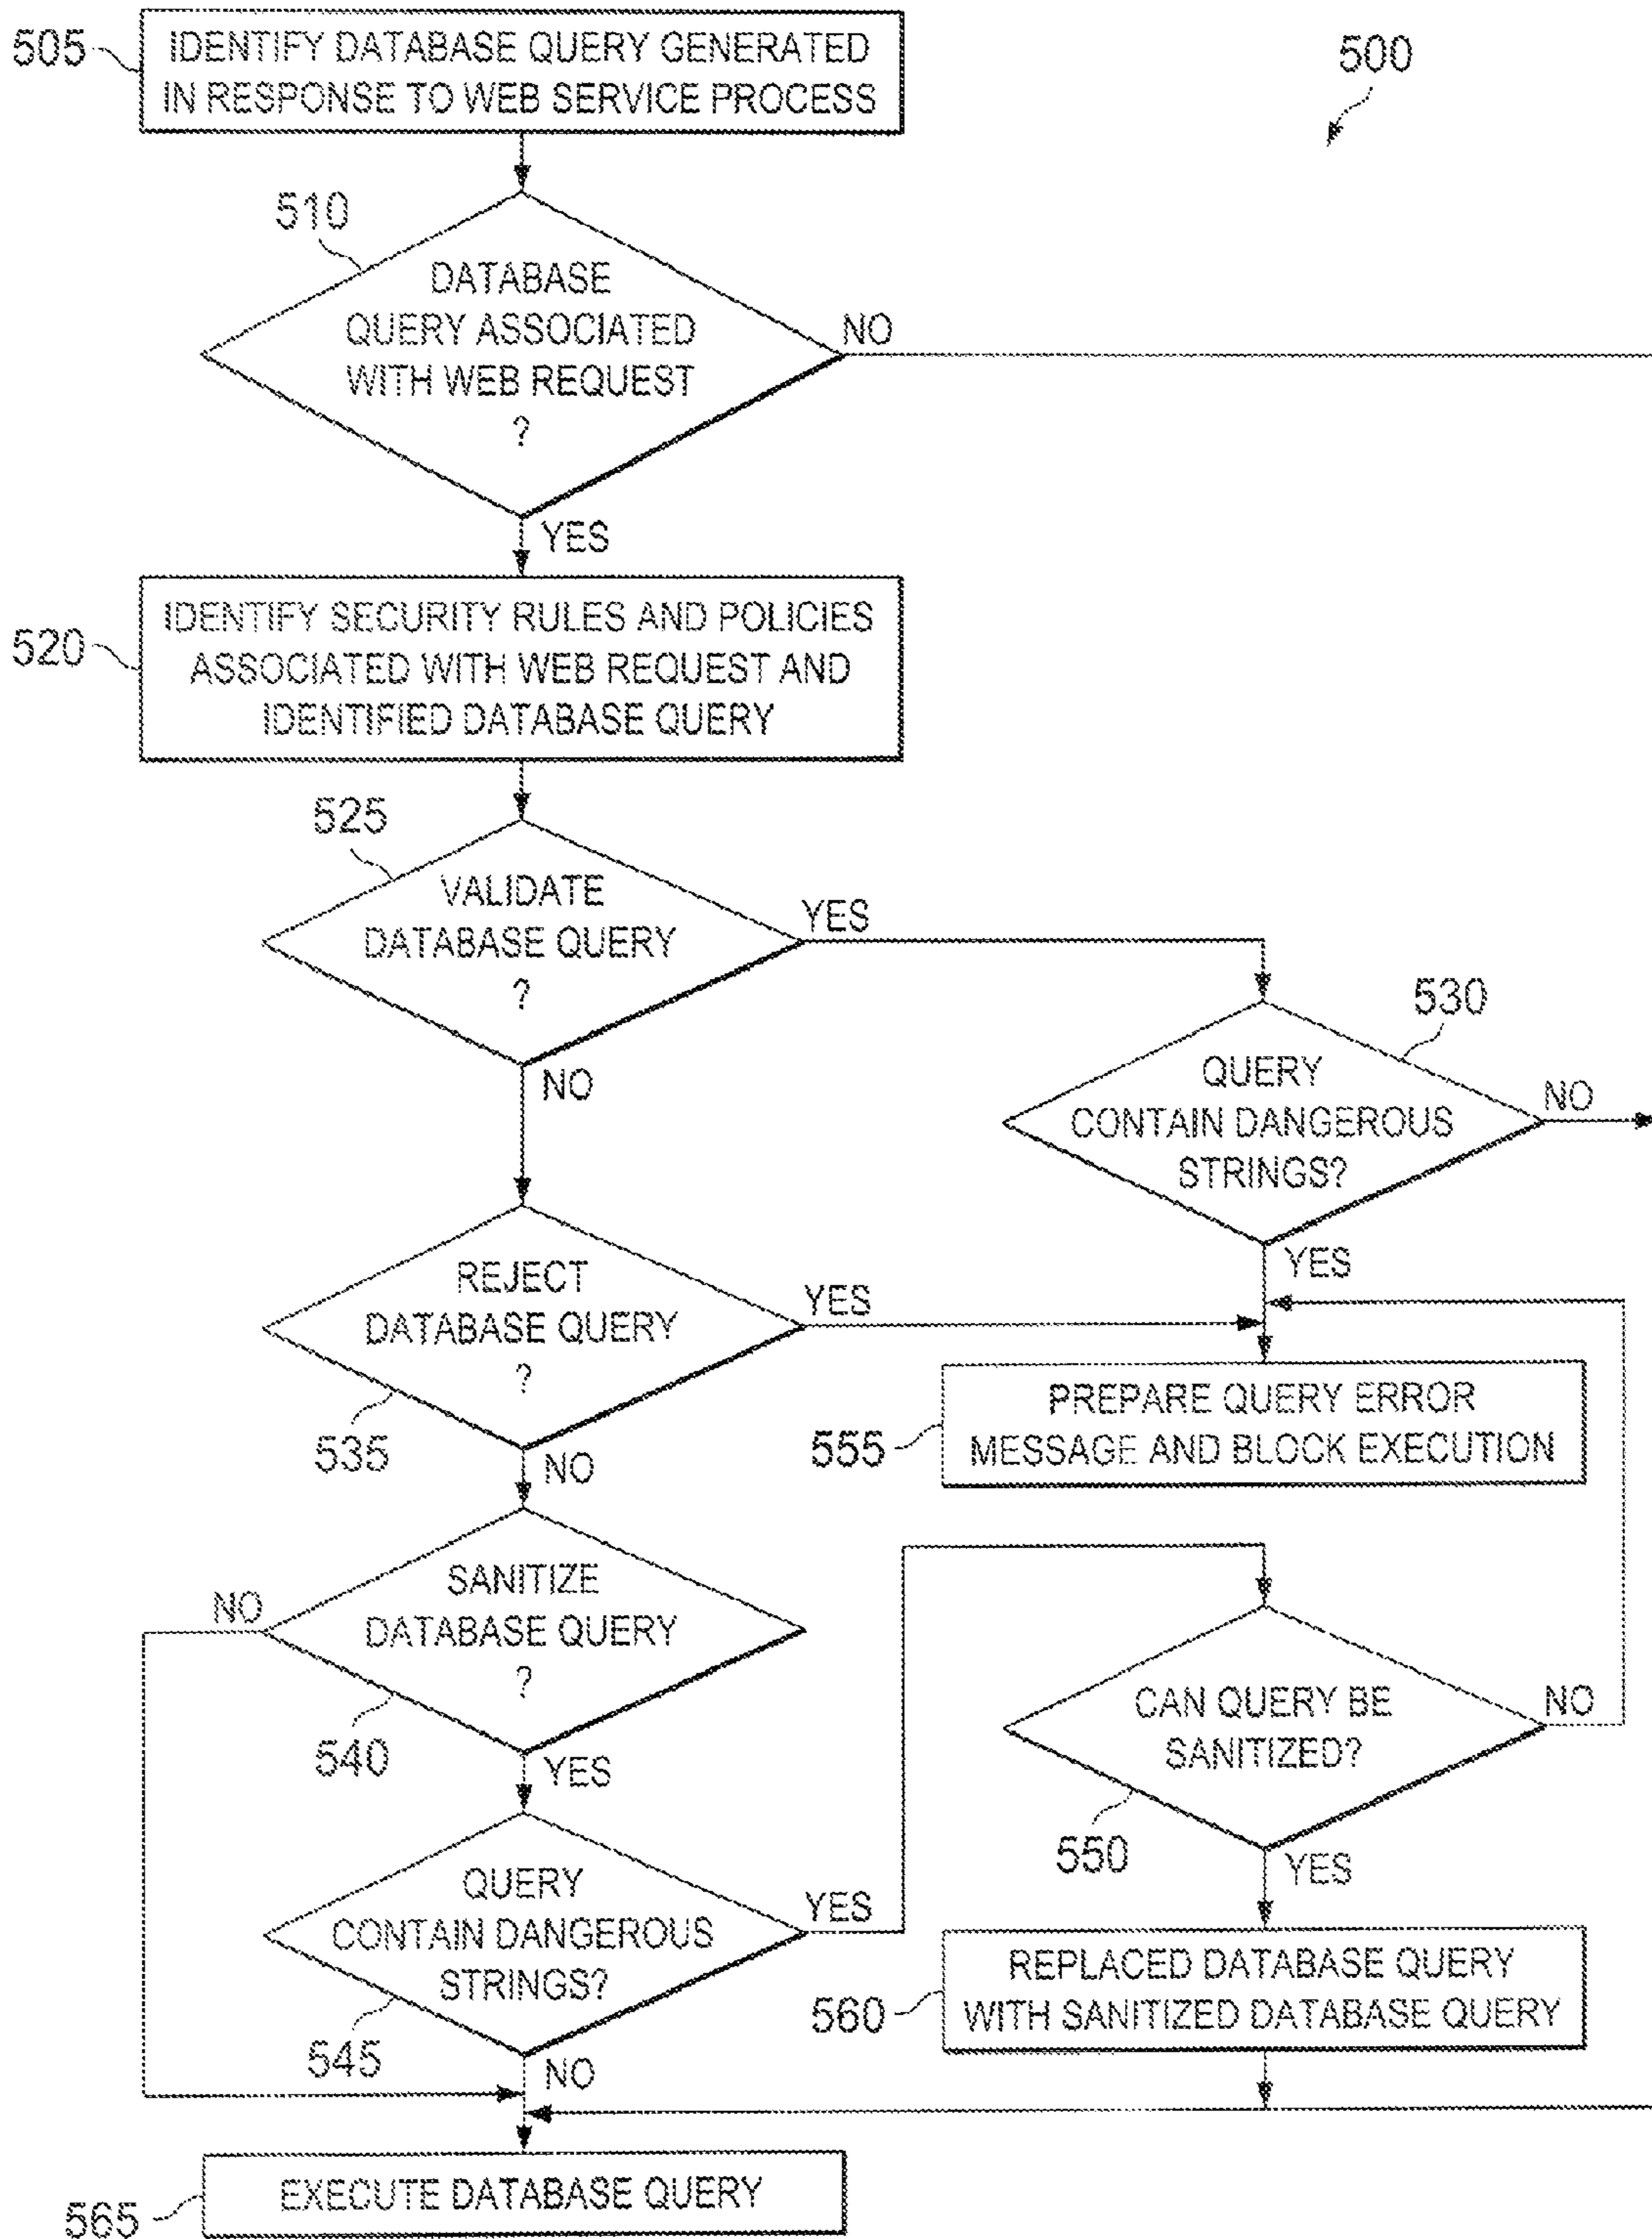 505
IDENTIFY DATABASE QUERY GENERATED
IN RESPONSE TO WEB SERVICE PROCESS
500
510
DATABASE
QUERY ASSOCIATED
WITH WEB REQUEST
?
NO
YES
520
IDENTIFY SECURITY RULES AND POLICIES
ASSOCIATED WITH WEB REQUEST AND
IDENTIFIED DATABASE QUERY
525
VALIDATE
DATABASE QUERY
?
YES
NO
530
QUERY
CONTAIN DANGEROUS
STRINGS?
NO
YES
REJECT
DATABASE QUERY
?
YES
535
NO
555
PREPARE QUERY ERROR
MESSAGE AND BLOCK EXECUTION
SANITIZE
DATABASE QUERY
?
NO
540
YES
CAN QUERY BE
SANITIZED?
NO
550
YES
QUERY
CONTAIN DANGEROUS
STRINGS?
YES
545
NO
560
REPLACED DATABASE QUERY
WITH SANITIZED DATABASE QUERY
565
EXECUTE DATABASE QUERY